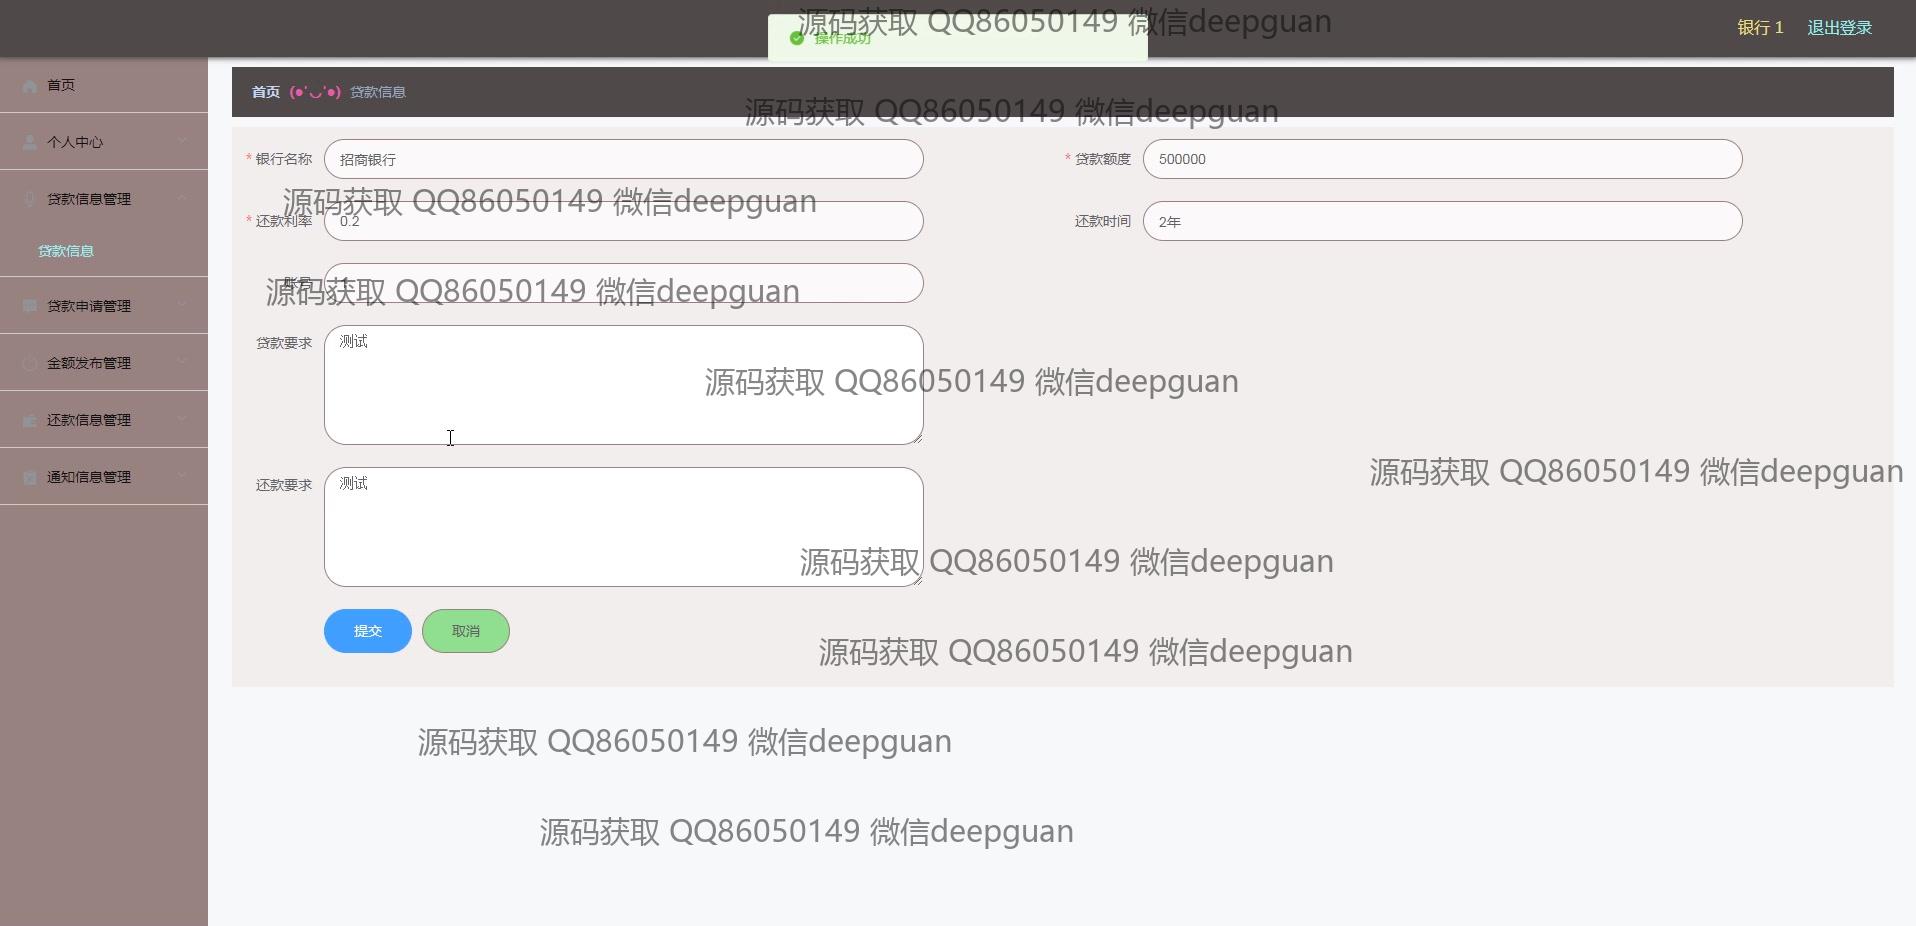 源码获取 QQ86050149 微信deepguan
操作成功
银行 1 退出登录
首页
个人中心
贷款信息管理
贷款信息
贷款申请管理
金额发布管理
还款信息管理
通知信息管理
首页 (●'◡'●) 贷款信息
源码获取 QQ86050149 微信deepguan
* 银行名称 招商银行
* 贷款额度 500000
源码获取 QQ86050149 微信deepguan
* 还款利率 0.2
还款时间 2年
账号
源码获取 QQ86050149 微信deepguan
贷款要求 测试
源码获取 QQ86050149 微信deepguan
源码获取 QQ86050149 微信deepguan
还款要求 测试
源码获取 QQ86050149 微信deepguan
提交 取消
源码获取 QQ86050149 微信deepguan
源码获取 QQ86050149 微信deepguan
源码获取 QQ86050149 微信deepguan